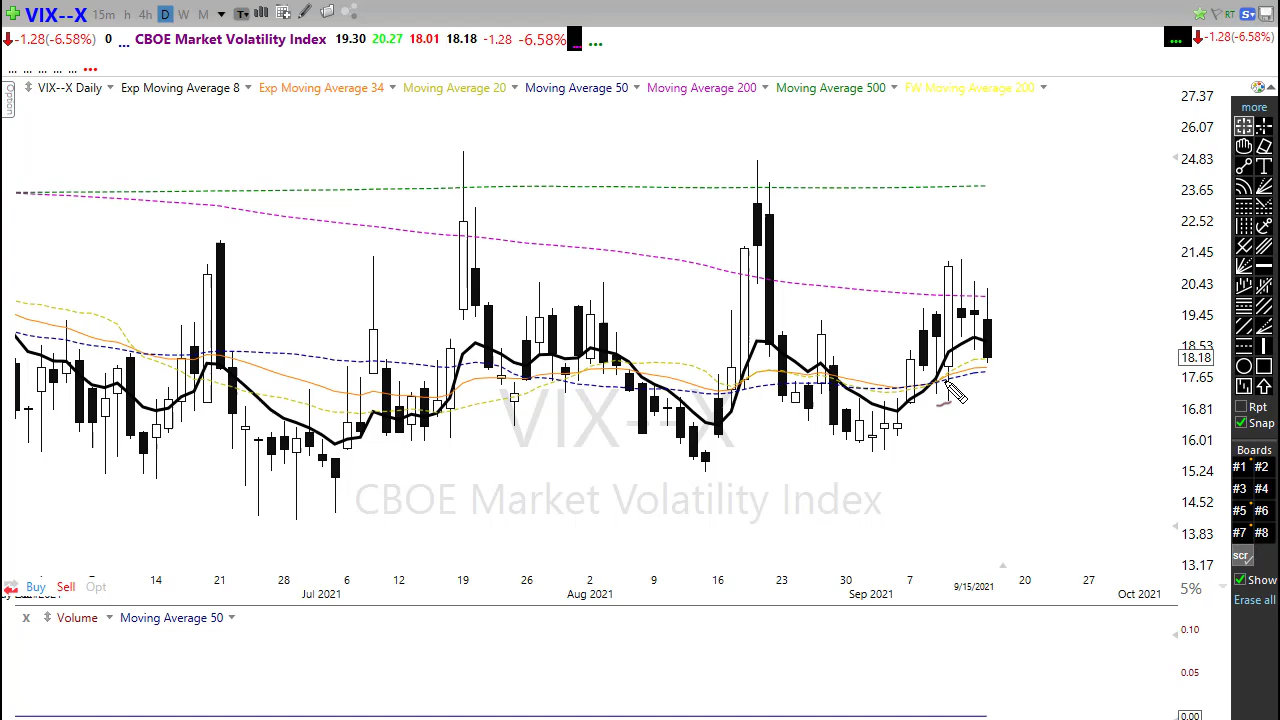 VIX--X 15m h 4h D W M T RT S
-1.28(-6.58%) 0 ... CBOE Market Volatility Index 19.30 20.27 18.01 18.18 -1.28 -6.58% ... ... ... -1.28(-6.58%)
... ... ... ... ... ...
Option
VIX--X Daily Exp Moving Average 8 Exp Moving Average 34 Moving Average 20 Moving Average 50 Moving Average 200 Moving Average 500 FW Moving Average 200
27.37
26.07
24.83
23.65
22.52
21.45
20.43
19.45
18.53
18.18
17.65
16.81
16.01
15.24
14.52
13.83
13.17
VIX--X
CBOE Market Volatility Index
14 21 28 6 12 19 26 2 9 16 23 30 7 9/15/2021 20 27
Jul 2021 Aug 2021 Sep 2021 Oct 2021
Buy Sell Opt 5%
x Volume Moving Average 50
0.10
0.05
0.00
more
T
Rpt
Snap
Boards
#1 #2
#3 #4
#5 #6
#7 #8
scr
Show
Erase all